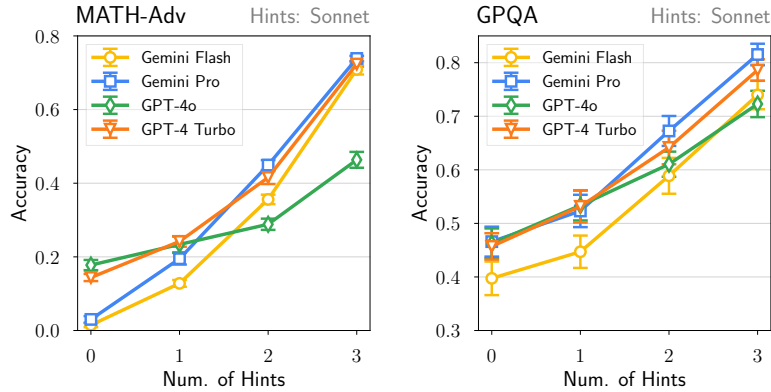 MATH-Adv
Hints: Sonnet
0.8
0.6
0.4
0.2
0.0
Accuracy
Gemini Flash
Gemini Pro
GPT-4o
GPT-4 Turbo
0 1 2 3
Num. of Hints
GPQA
Hints: Sonnet
0.8
0.7
0.6
0.5
0.4
0.3
Accuracy
Gemini Flash
Gemini Pro
GPT-4o
GPT-4 Turbo
0 1 2 3
Num. of Hints